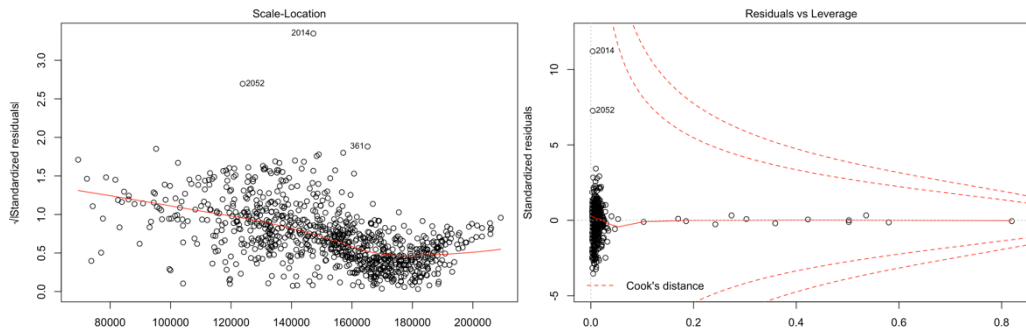 Scale-Location
√|Standardized residuals|
0.0
0.5
1.0
1.5
2.0
2.5
3.0
2014
2052
361
80000 100000 120000 140000 160000 180000 200000
Residuals vs Leverage
Standardized residuals
-5
0
5
10
2014
2052
Cook's distance
0.0 0.2 0.4 0.6 0.8